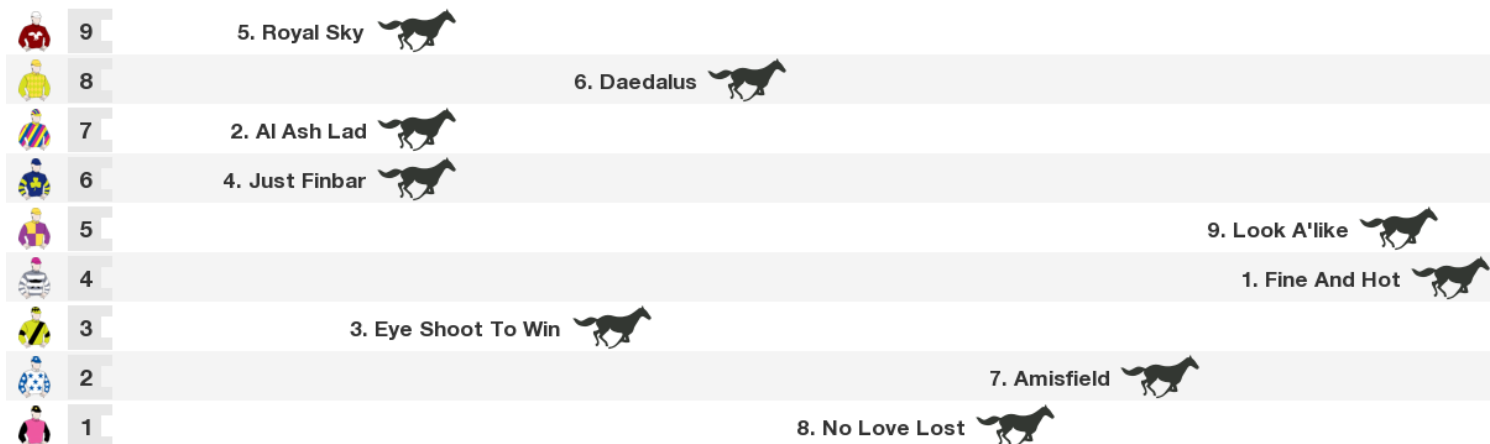 9 5. Royal Sky
8 6. Daedalus
7 2. Al Ash Lad
6 4. Just Finbar
5 9. Look A'like
4 1. Fine And Hot
3 3. Eye Shoot To Win
2 7. Amisfield
1 8. No Love Lost